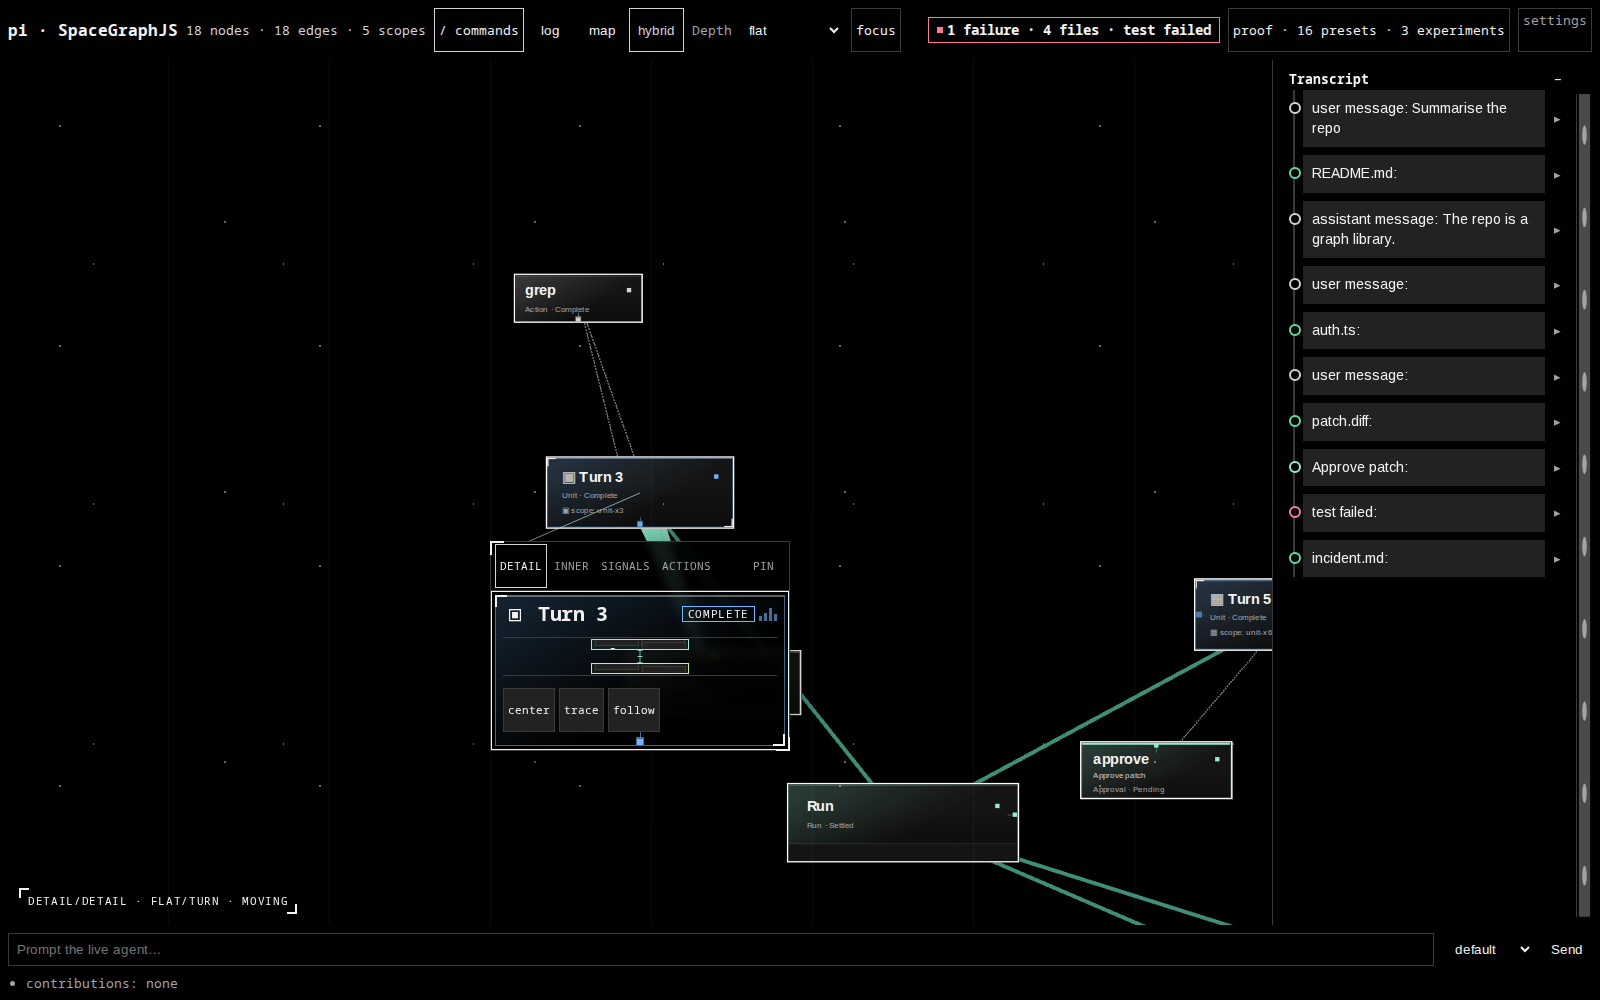 pi · SpaceGraphJS 18 nodes · 18 edges · 5 scopes / commands log map hybrid Depth flat focus 1 failure · 4 files · test failed proof · 16 presets · 3 experiments settings
Transcript –
user message: Summarise the
repo
README.md:
assistant message: The repo is a
graph library.
user message:
auth.ts:
user message:
patch.diff:
Approve patch:
test failed:
incident.md:
grep
Action · Complete
Turn 3
Unit · Complete
scope: unit-x3
DETAIL INNER SIGNALS ACTIONS PIN
Turn 3 COMPLETE
center trace follow
Turn 5
Unit · Complete
scope: unit-x6
approve
Approve patch
Approval · Pending
Run
Run · Settled
DETAIL/DETAIL · FLAT/TURN · MOVING
Prompt the live agent… default Send
contributions: none